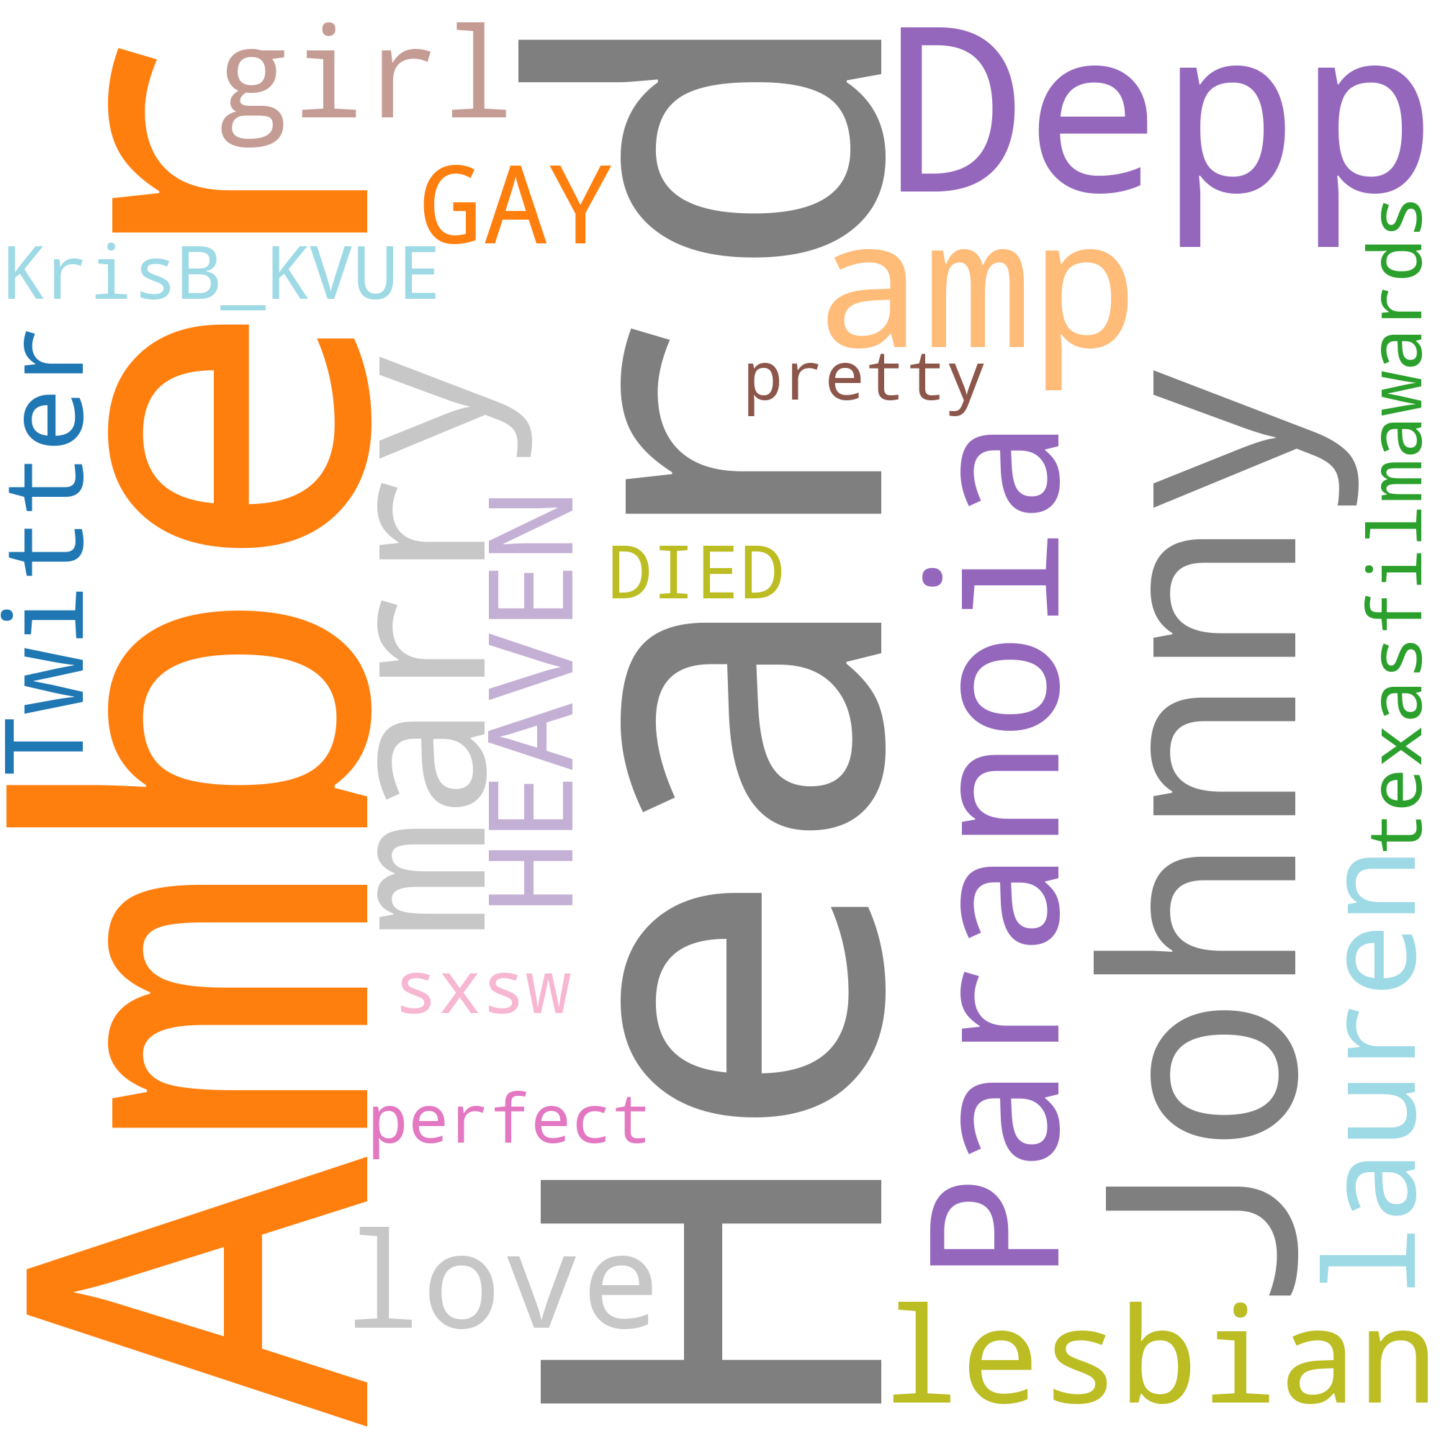 girl
Depp
GAY
KrisB_KVUE
amp
pretty
Twitter
Amber
marry
HEAVEN
Heard
DIED
Paranoia
Johnny
texasfilmawards
lauren
sxsw
perfect
love
lesbian